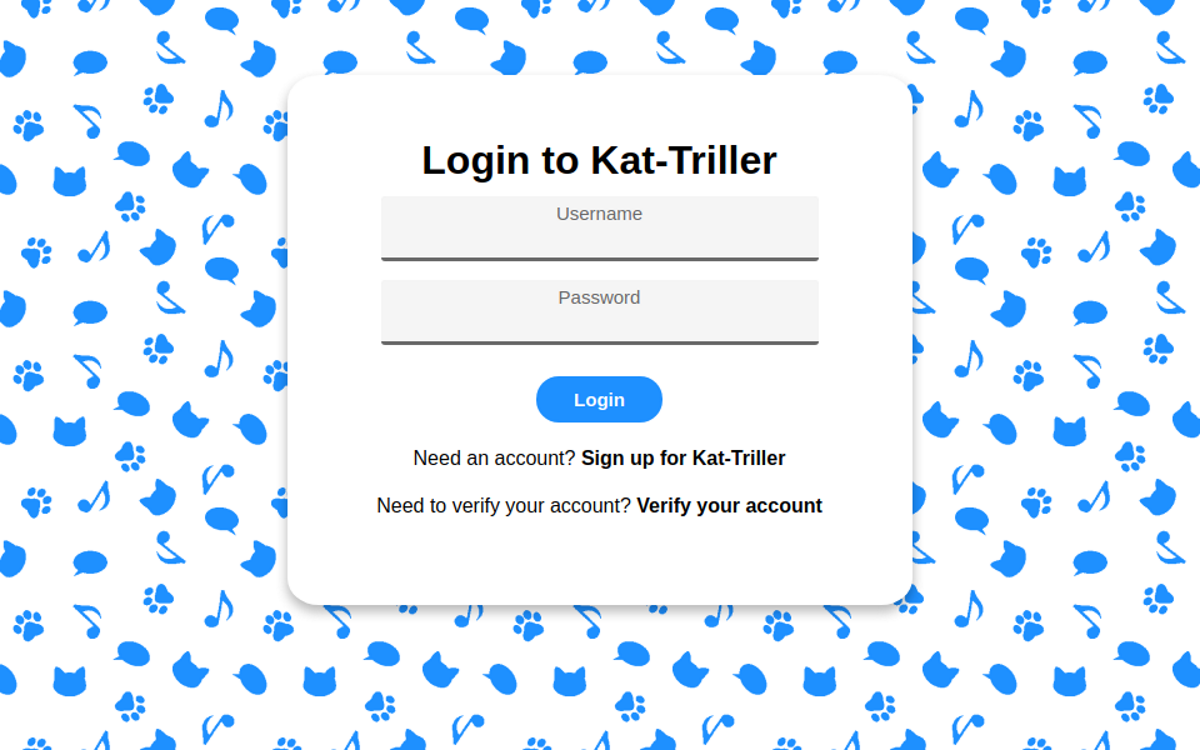 Login to Kat-Triller
Username
Password
Login
Need an account? Sign up for Kat-Triller
Need to verify your account? Verify your account